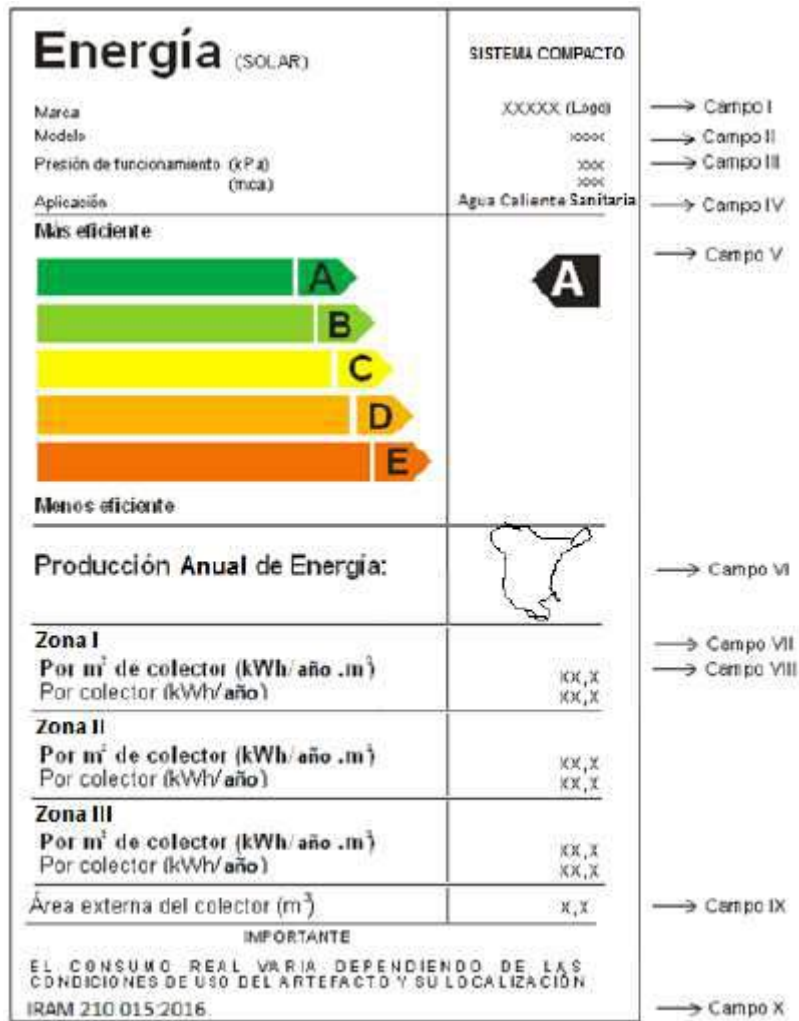 Energía (SOLAR) SISTEMA COMPACTO
Marca XXXXX (Logo) Campo I
Modelo xxxx Campo II
Presión de funcionamiento (kPa) xxx Campo III
(mca) xxx
Aplicación Agua Caliente Sanitaria Campo IV
Más eficiente Campo V
A A
B
C
D
E
Menos eficiente
Producción Anual de Energía: Campo VI
Zona I Campo VII
Por m² de colector (kWh/año .m²) XX,X Campo VIII
Por colector (kWh/año) XX,X
Zona II
Por m² de colector (kWh/año .m²) XX,X
Por colector (kWh/año) XX,X
Zona III
Por m² de colector (kWh/año .m²) XX,X
Por colector (kWh/año) XX,X
Área externa del colector (m²) X,X Campo IX
IMPORTANTE
EL CONSUMO REAL VARIA DEPENDIENDO DE LAS
CONDICIONES DE USO DEL ARTEFACTO Y SU LOCALIZACIÓN
IRAM 210 015:2016 Campo X